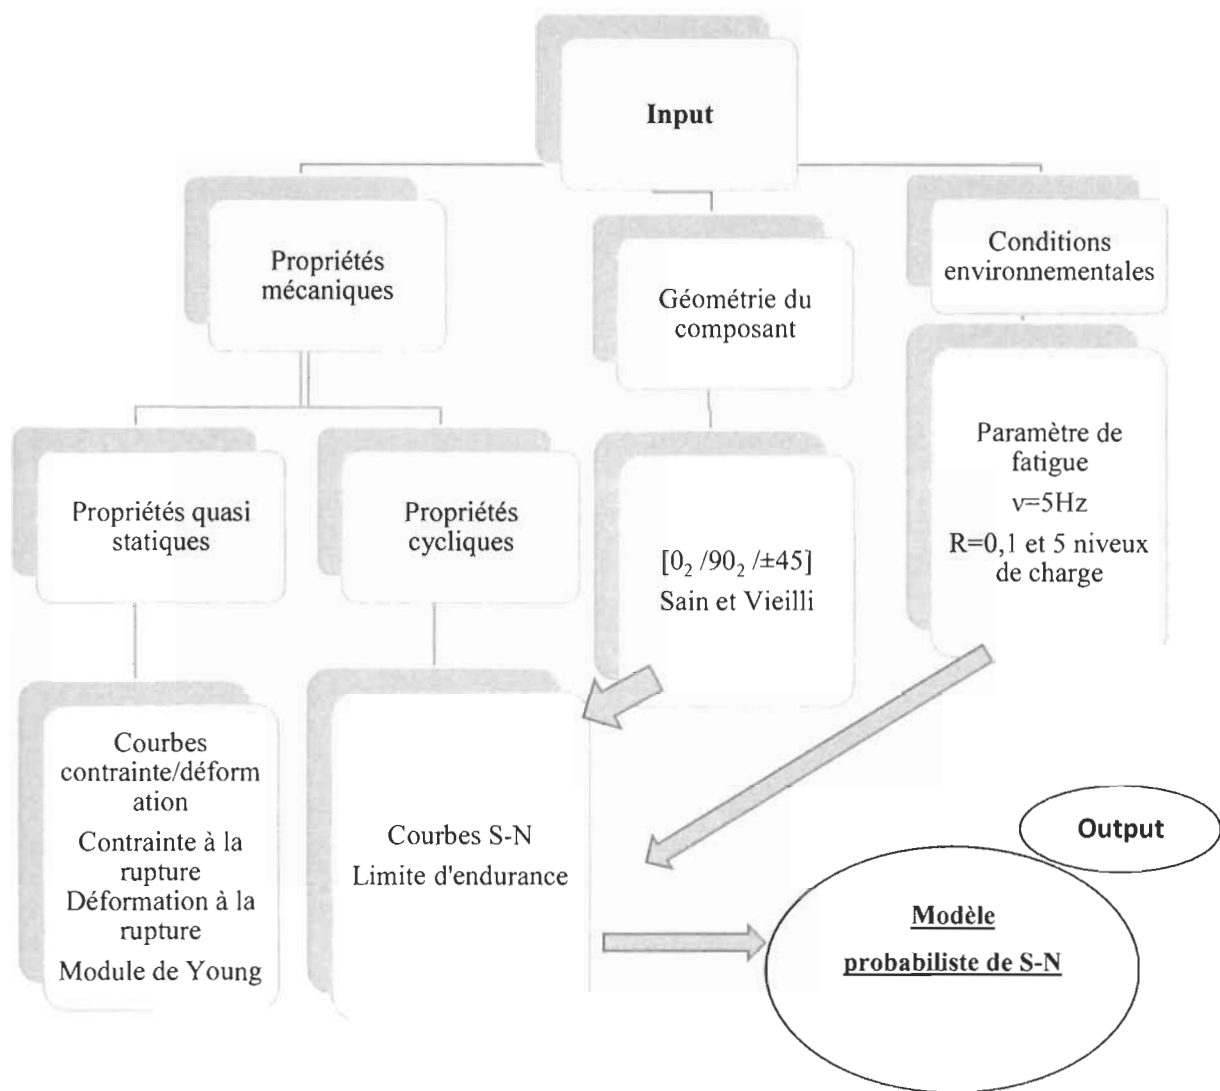 Input
Propriétés
mécaniques
Géométrie du
composant
Conditions
environnementales
Propriétés quasi
statiques
Propriétés
cycliques
[0₂ /90₂ /±45]
Sain et Vieilli
Paramètre de
fatigue
ν=5Hz
R=0,1 et 5 niveux
de charge
Courbes
contrainte/déform
ation
Contrainte à la
rupture
Déformation à la
rupture
Module de Young
Courbes S-N
Limite d'endurance
Output
Modèle
probabiliste de S-N